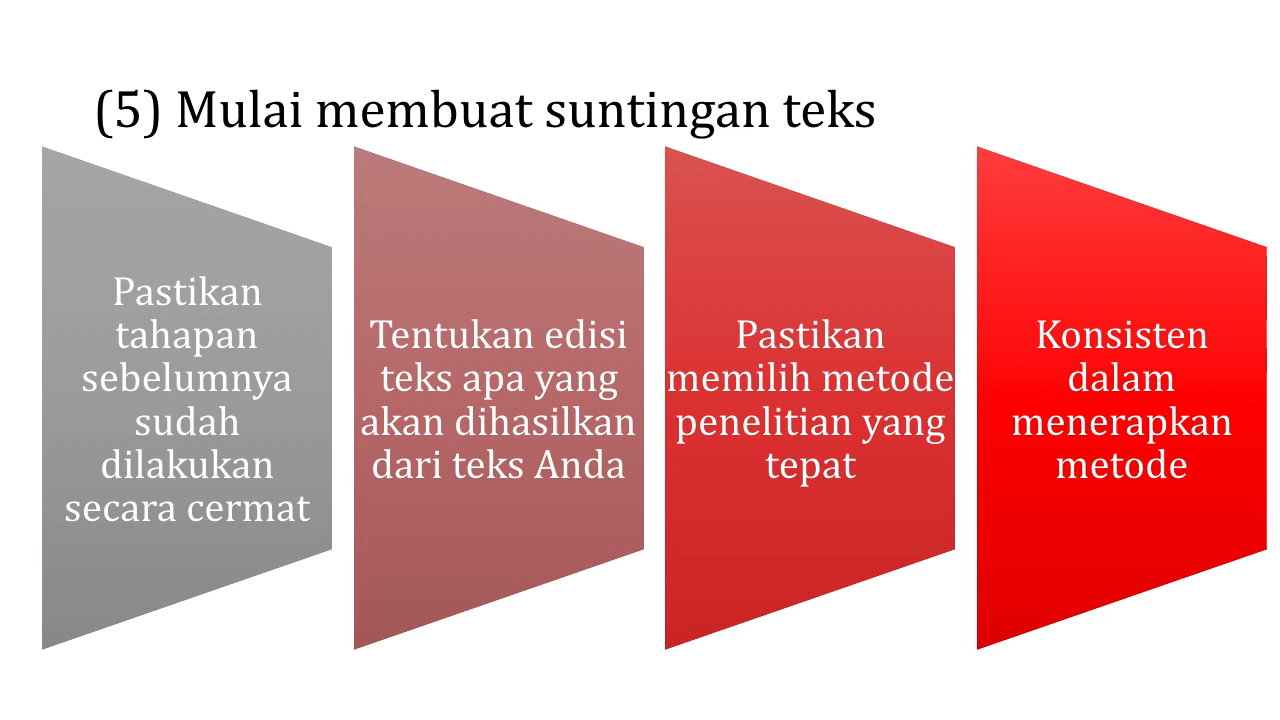 (5) Mulai membuat suntingan teks
Pastikan
tahapan
sebelumnya
sudah
dilakukan
secara cermat
Tentukan edisi
teks apa yang
akan dihasilkan
dari teks Anda
Pastikan
memilih metode
penelitian yang
tepat
Konsisten
dalam
menerapkan
metode